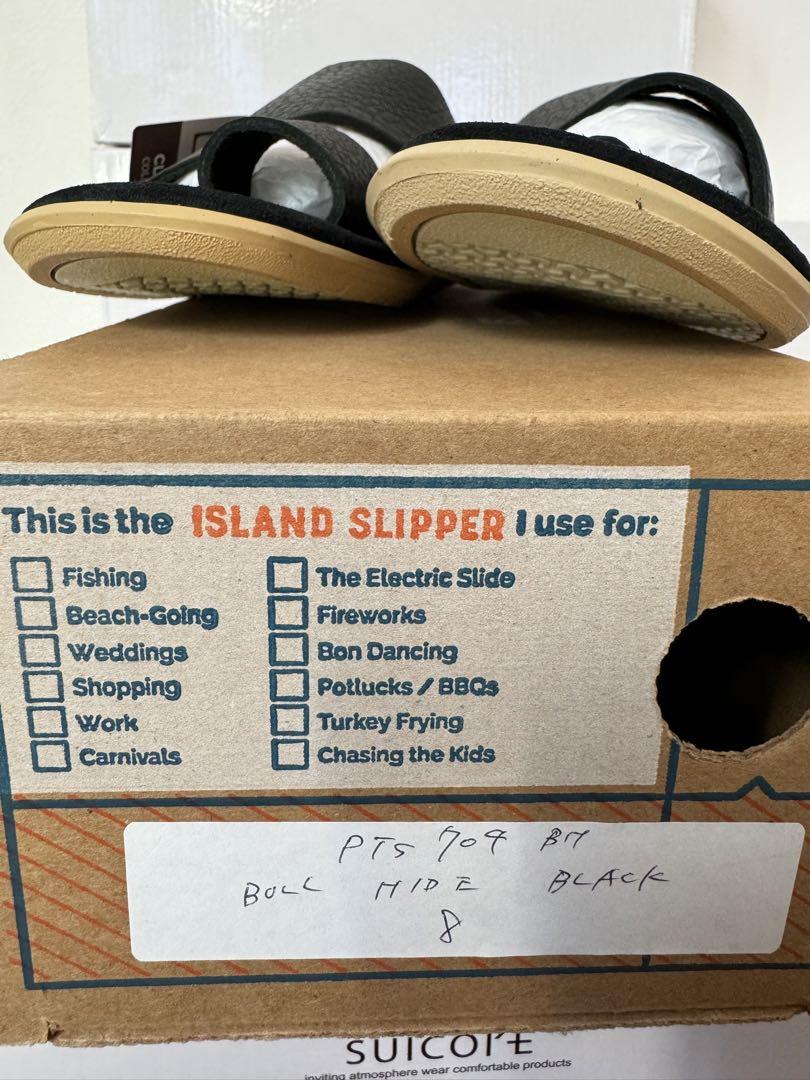 This is the ISLAND SLIPPER I use for:
Fishing
Beach-Going
Weddings
Shopping
Work
Carnivals
The Electric Slide
Fireworks
Bon Dancing
Potlucks / BBQs
Turkey Frying
Chasing the Kids
PTS 704 BH
BULL HIDE BLACK
8
SUICOKE
inviting atmosphere wear comfortable products